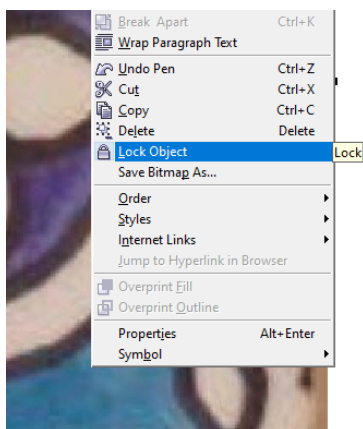 Break Apart Ctrl+K
Wrap Paragraph Text
Undo Pen Ctrl+Z
Cut Ctrl+X
Copy Ctrl+C
Delete Delete
Lock Object Lock
Save Bitmap As...
Order
Styles
Internet Links
Jump to Hyperlink in Browser
Overprint Fill
Overprint Outline
Properties Alt+Enter
Symbol